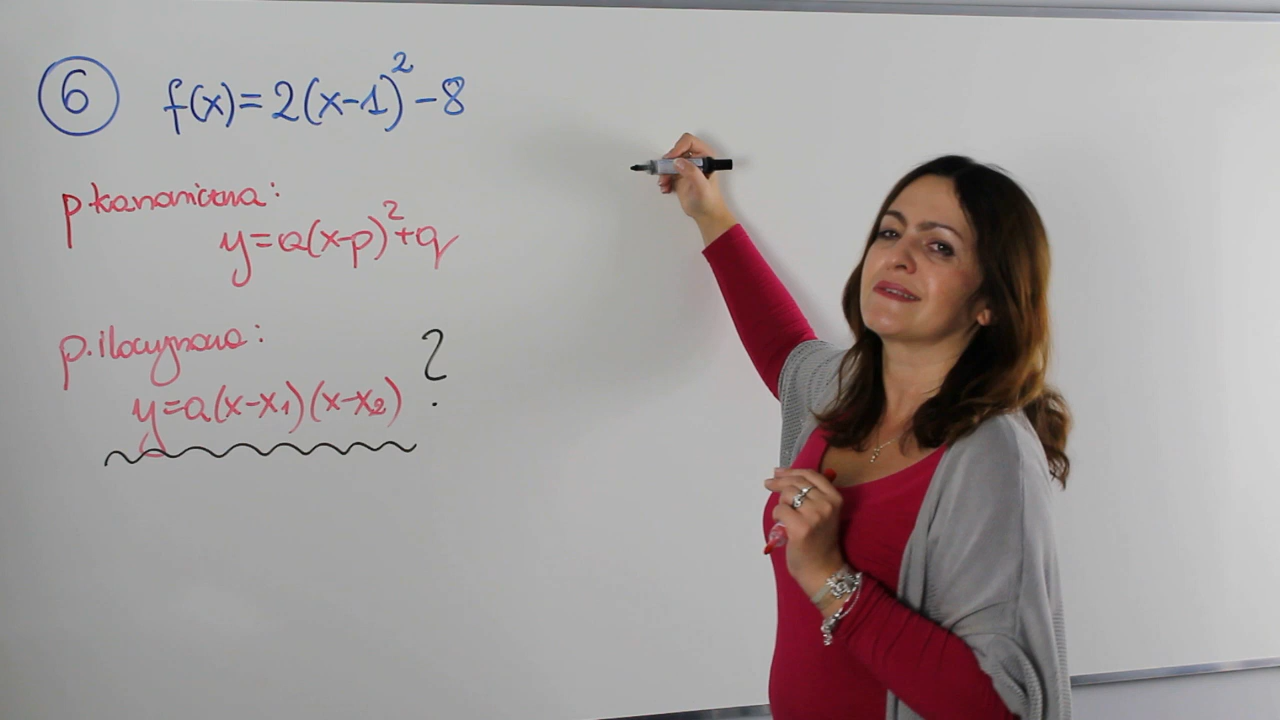 6 f(x)=2(x-1)²-8
p kanoniczna:
y=a(x-p)²+q
p. iloczynowa:
?
y=a(x-x₁)(x-x₂)